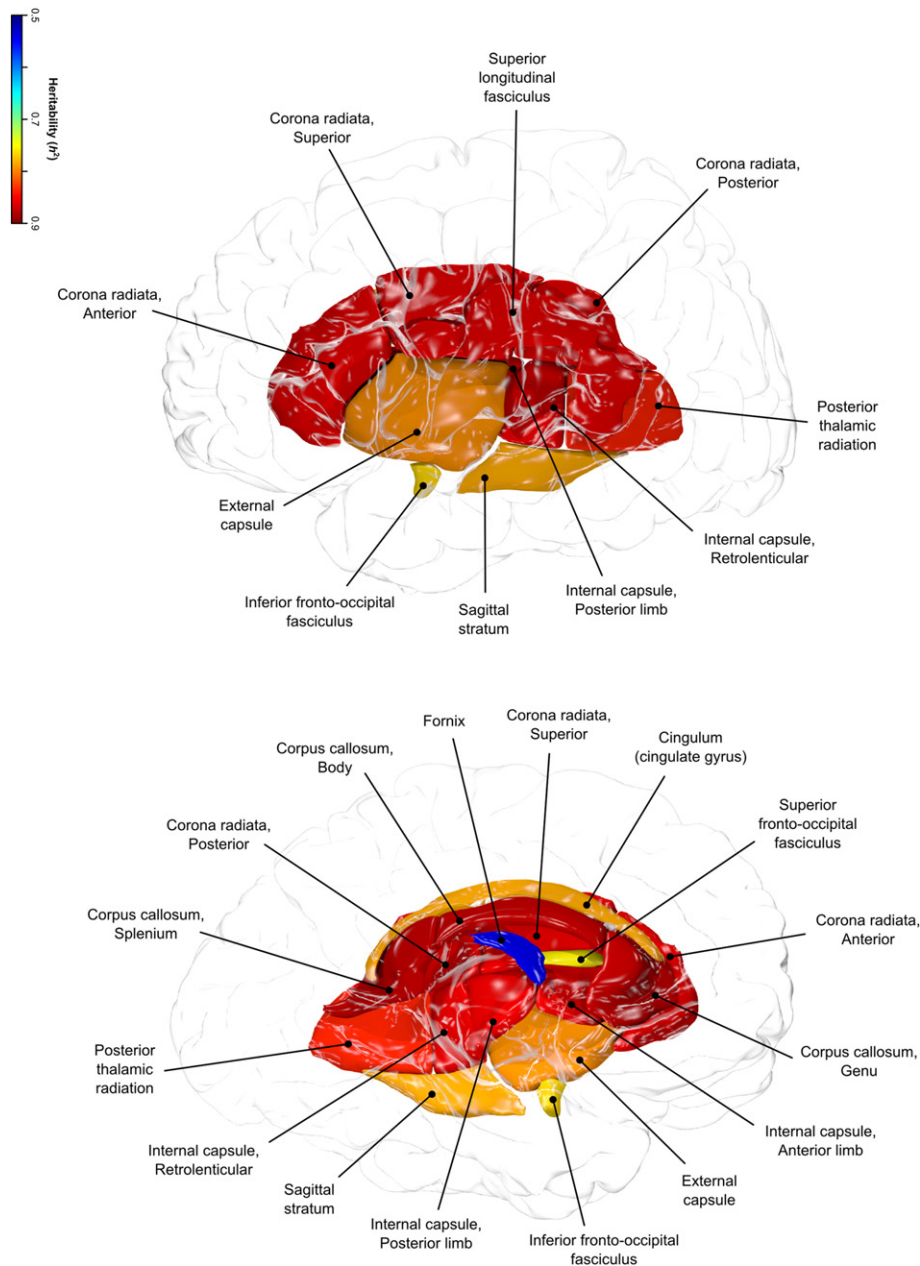 0.5
0.7
0.9
Heritability (h²)
Superior
longitudinal
fasciculus
Corona radiata,
Superior
Corona radiata,
Posterior
Corona radiata,
Anterior
Posterior
thalamic
radiation
External
capsule
Internal capsule,
Retrolenticular
Inferior fronto-occipital
fasciculus
Sagittal
stratum
Internal capsule,
Posterior limb
Fornix
Corona radiata,
Superior
Cingulum
(cingulate gyrus)
Corpus callosum,
Body
Superior
fronto-occipital
fasciculus
Corona radiata,
Posterior
Corpus callosum,
Splenium
Corona radiata,
Anterior
Posterior
thalamic
radiation
Corpus callosum,
Genu
Internal capsule,
Retrolenticular
Internal capsule,
Anterior limb
Sagittal
stratum
External
capsule
Internal capsule,
Posterior limb
Inferior fronto-occipital
fasciculus